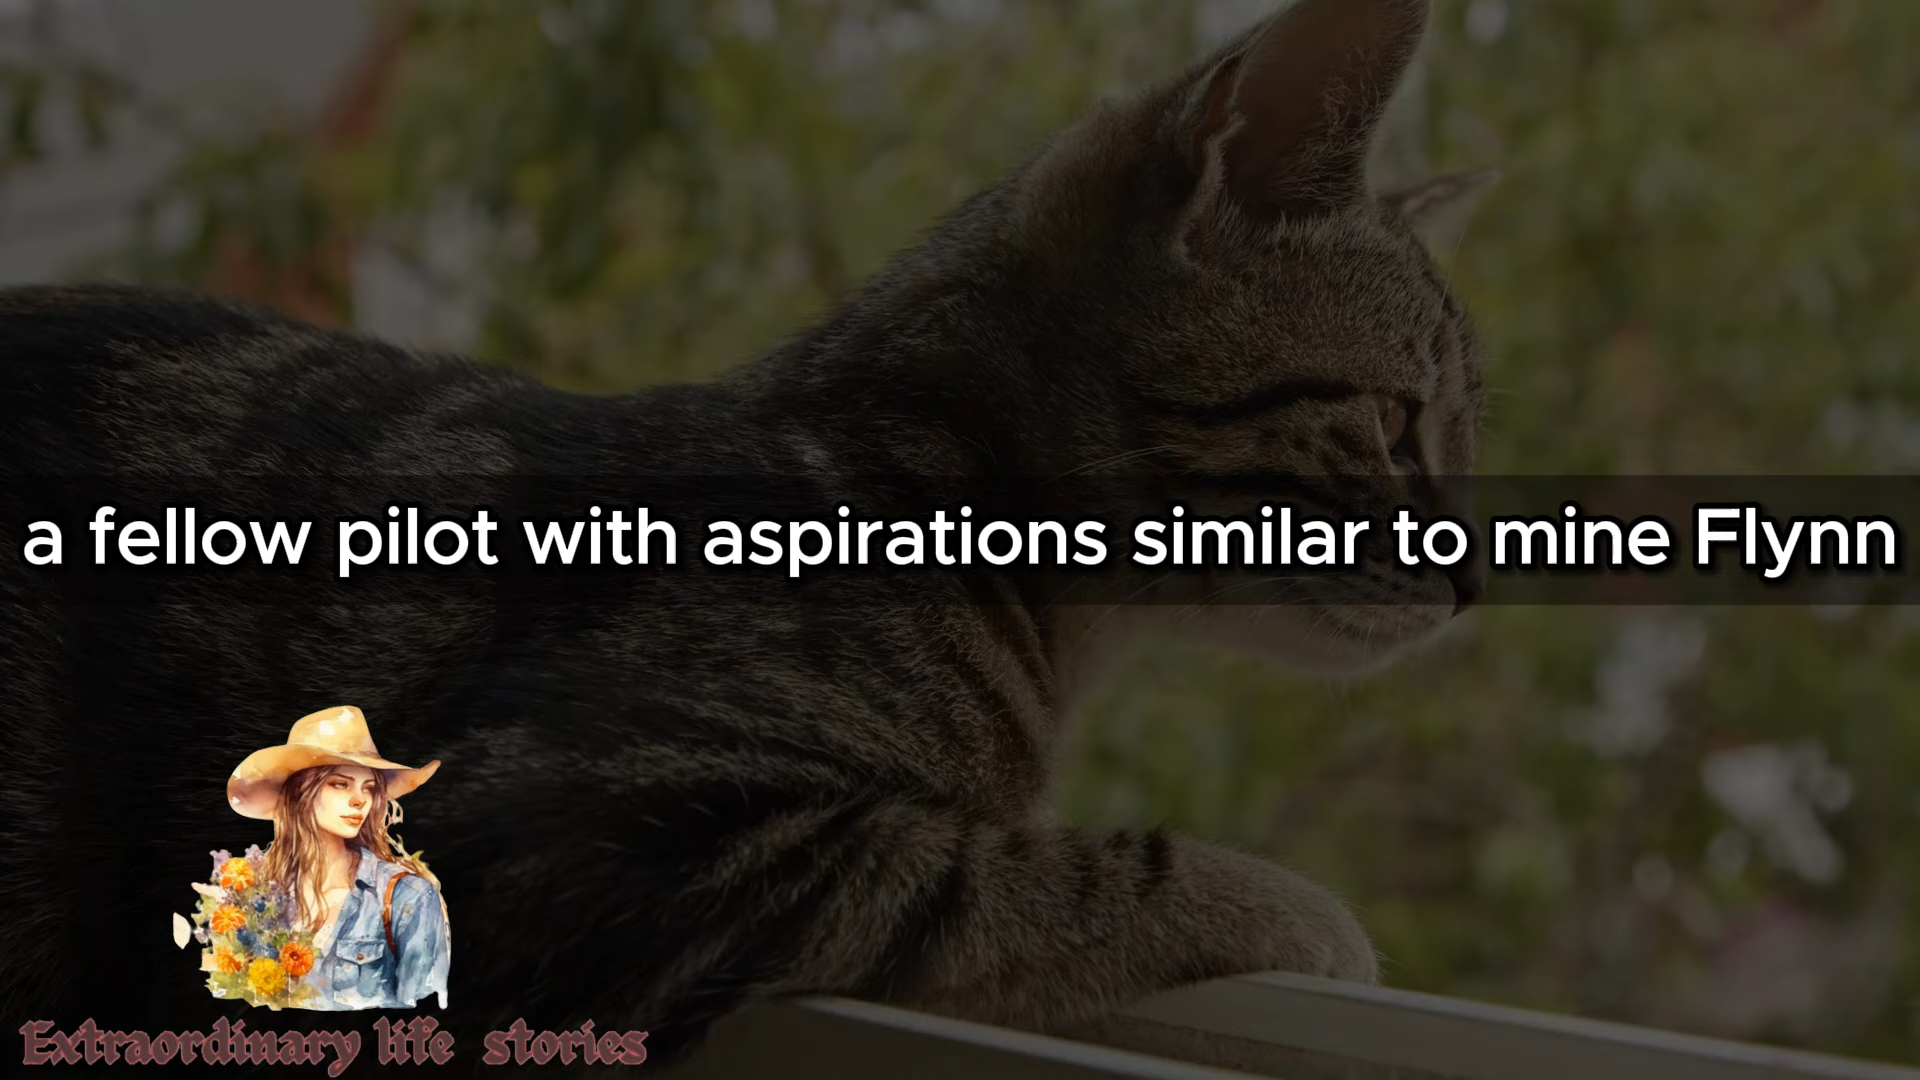 a fellow pilot with aspirations similar to mine Flynn
Extraordinary life stories